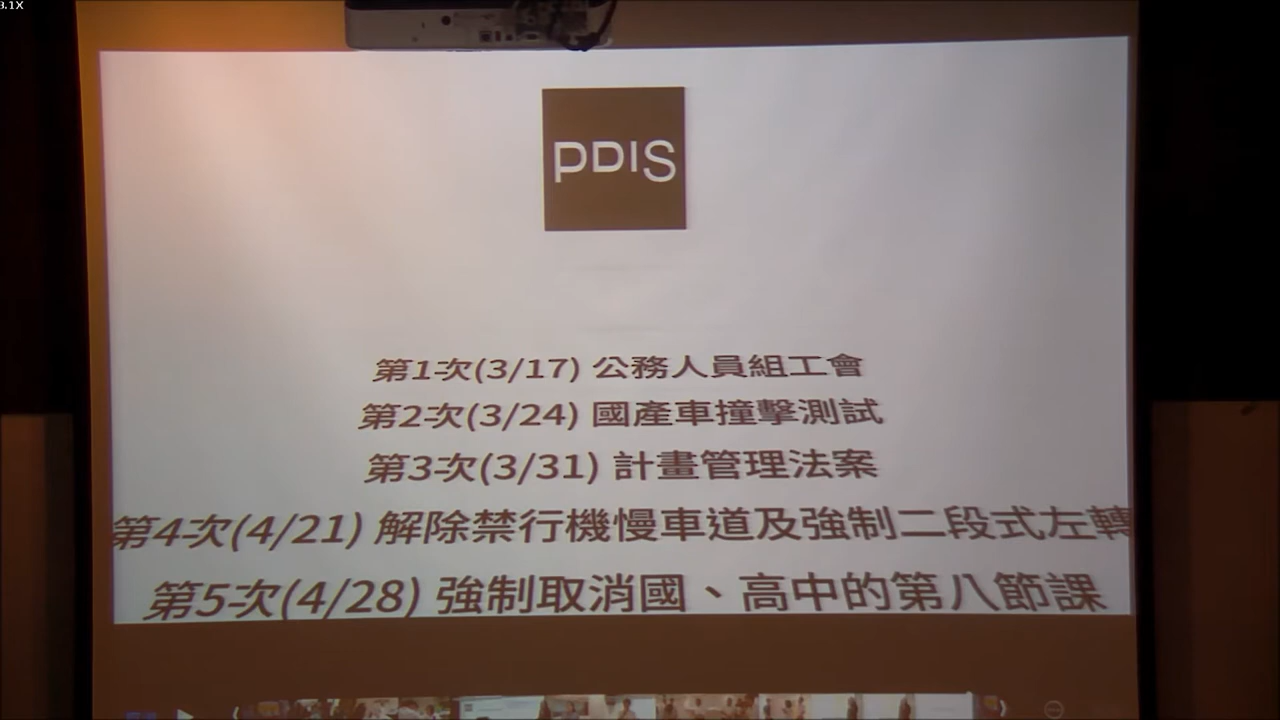 3.1X
PDIS
第1次(3/17) 公務人員組工會
第2次(3/24) 國產車撞擊測試
第3次(3/31) 計畫管理法案
第4次(4/21) 解除禁行機慢車道及強制二段式左轉
第5次(4/28) 強制取消國、高中的第八節課